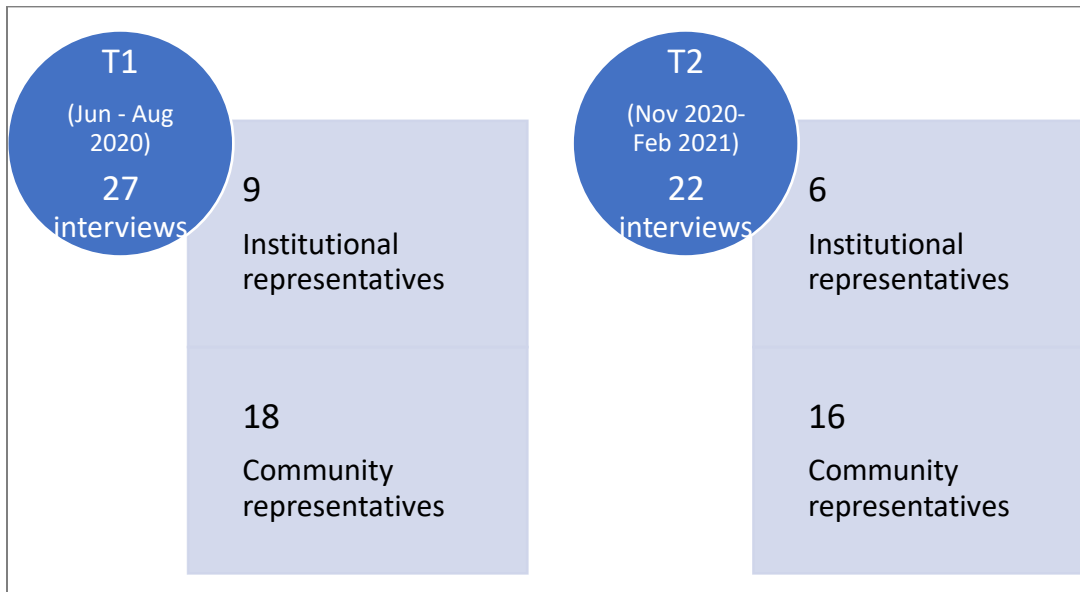 T1
(Jun - Aug
2020)
27
interviews
9
Institutional
representatives
18
Community
representatives
T2
(Nov 2020-
Feb 2021)
22
interviews
6
Institutional
representatives
16
Community
representatives